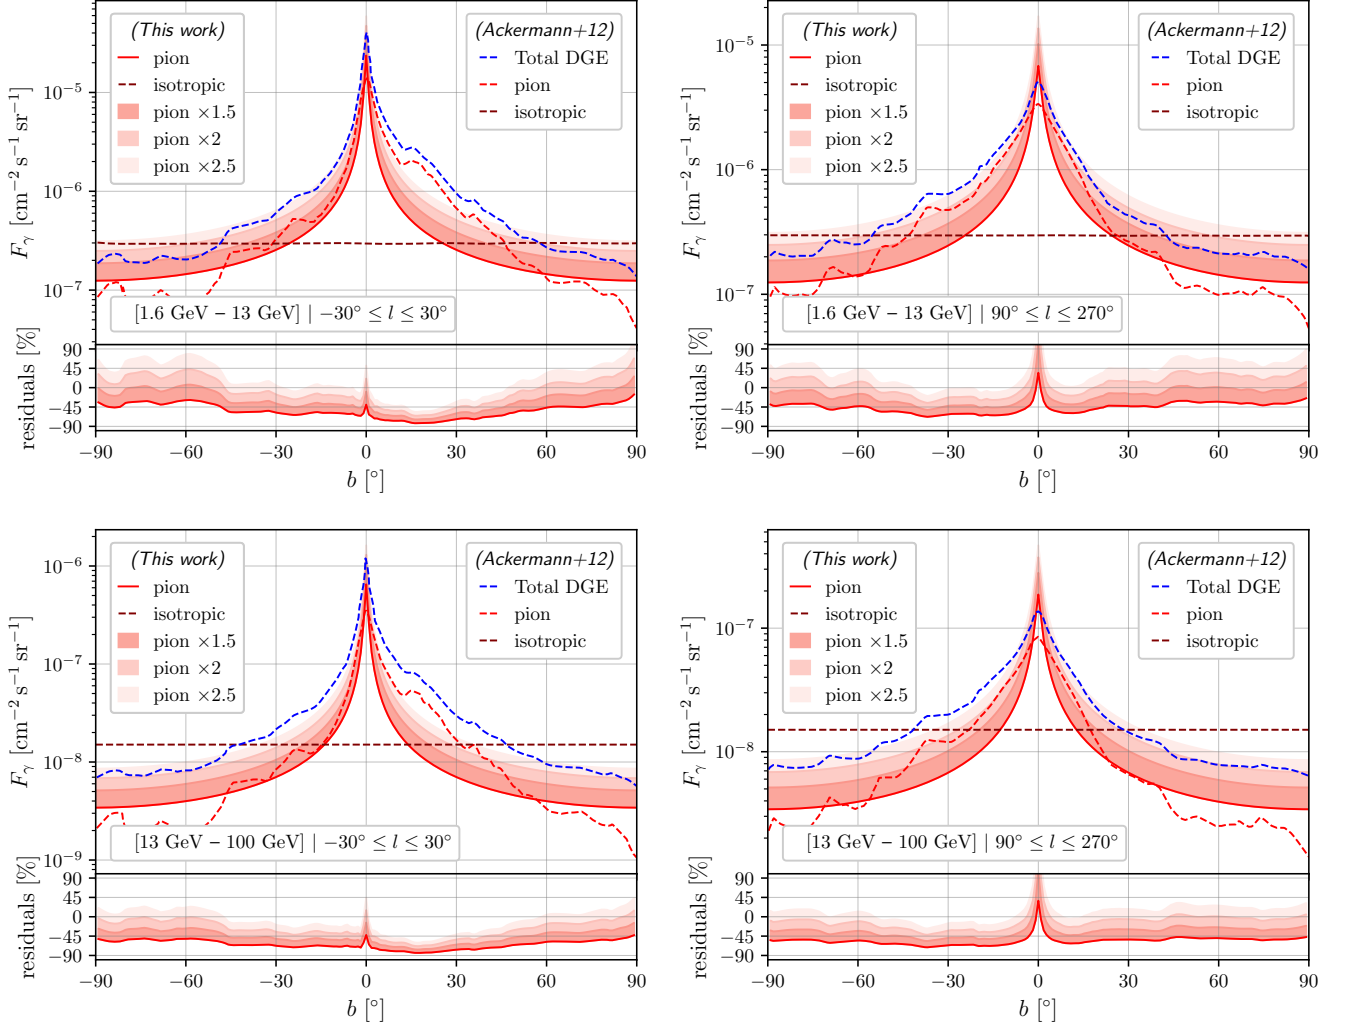 (This work)
pion
isotropic
pion ×1.5
pion ×2
pion ×2.5
(Ackermann+12)
Total DGE
pion
isotropic
10⁻⁵
10⁻⁶
10⁻⁷
F_γ [cm⁻² s⁻¹ sr⁻¹]
[1.6 GeV − 13 GeV] | −30° ≤ l ≤ 30°
residuals [%]
90
45
0
−45
−90
−90 −60 −30 0 30 60 90
b [°]
(This work)
pion
isotropic
pion ×1.5
pion ×2
pion ×2.5
(Ackermann+12)
Total DGE
pion
isotropic
10⁻⁵
10⁻⁶
10⁻⁷
F_γ [cm⁻² s⁻¹ sr⁻¹]
[1.6 GeV − 13 GeV] | 90° ≤ l ≤ 270°
residuals [%]
90
45
0
−45
−90
−90 −60 −30 0 30 60 90
b [°]
(This work)
pion
isotropic
pion ×1.5
pion ×2
pion ×2.5
(Ackermann+12)
Total DGE
pion
isotropic
10⁻⁶
10⁻⁷
10⁻⁸
10⁻⁹
F_γ [cm⁻² s⁻¹ sr⁻¹]
[13 GeV − 100 GeV] | −30° ≤ l ≤ 30°
residuals [%]
90
45
0
−45
−90
−90 −60 −30 0 30 60 90
b [°]
(This work)
pion
isotropic
pion ×1.5
pion ×2
pion ×2.5
(Ackermann+12)
Total DGE
pion
isotropic
10⁻⁷
10⁻⁸
F_γ [cm⁻² s⁻¹ sr⁻¹]
[13 GeV − 100 GeV] | 90° ≤ l ≤ 270°
residuals [%]
90
45
0
−45
−90
−90 −60 −30 0 30 60 90
b [°]